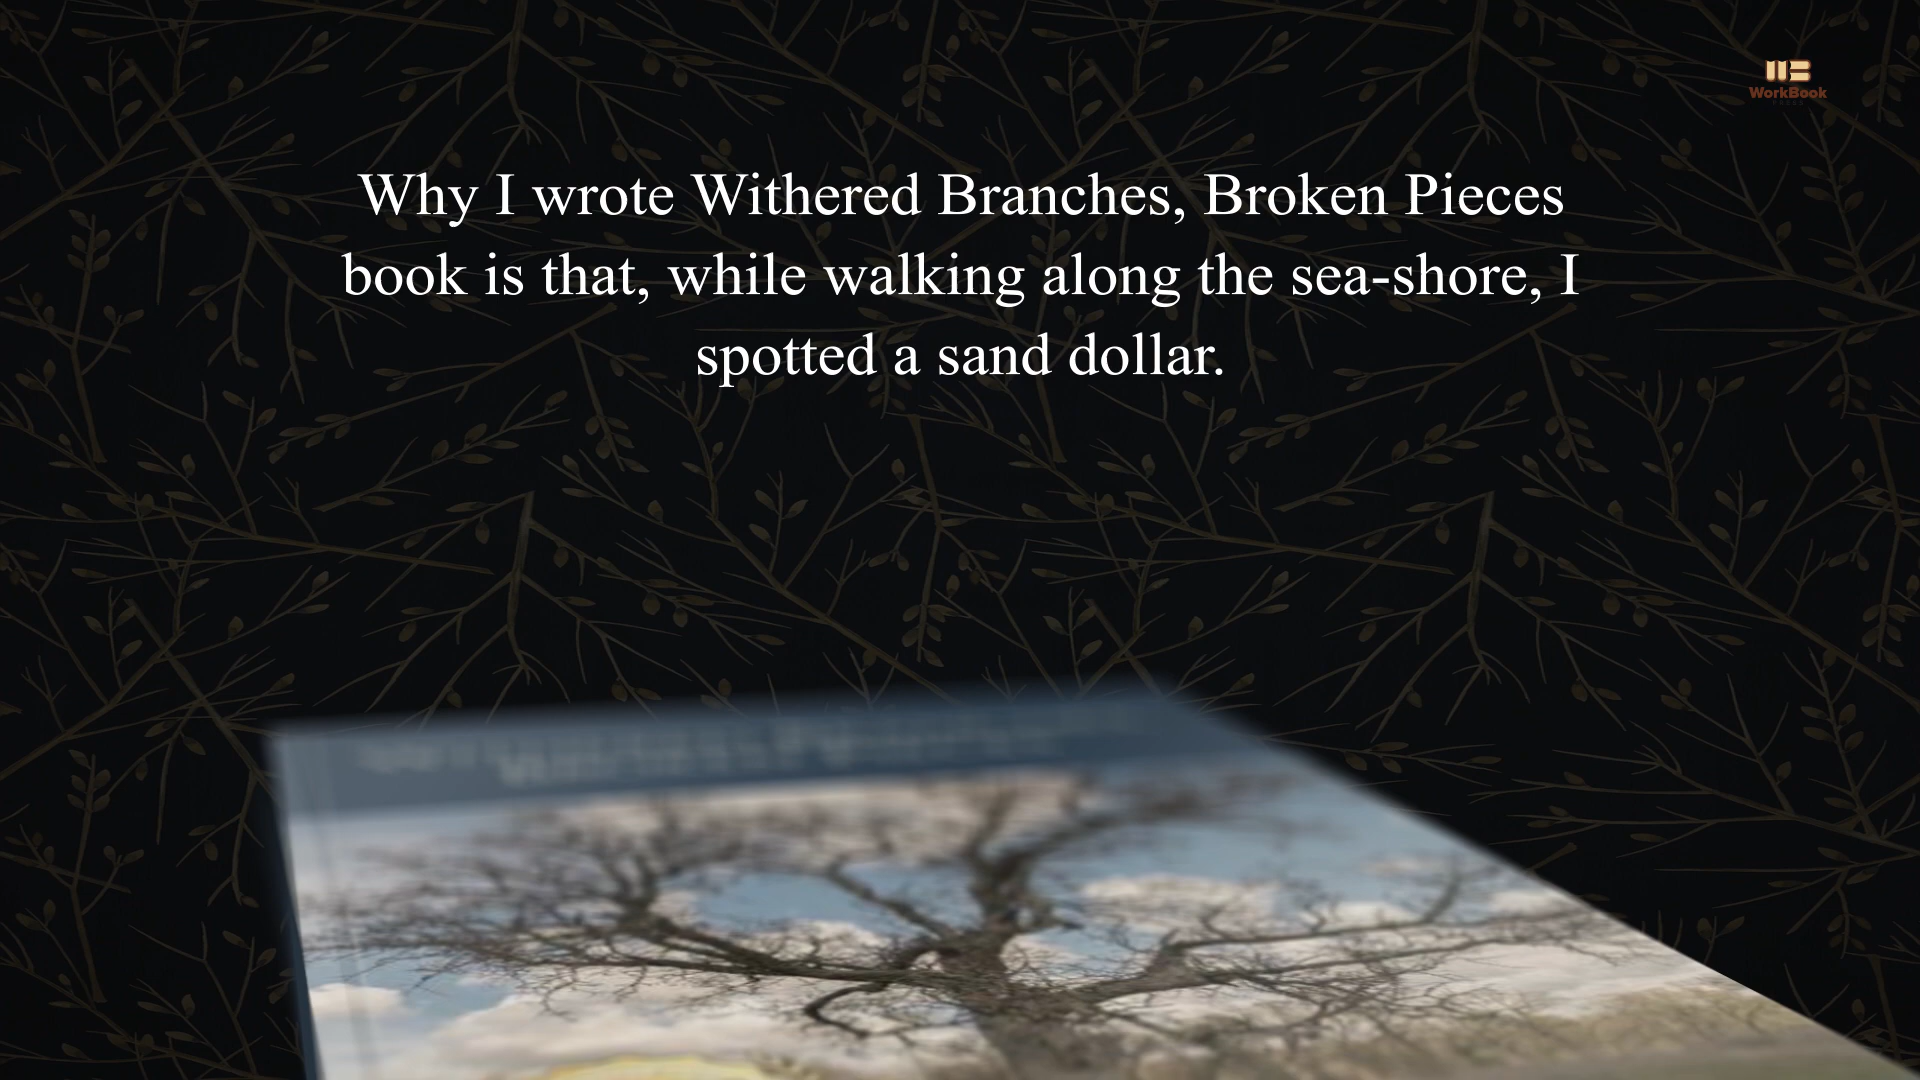 WorkBook
PRESS
Why I wrote Withered Branches, Broken Pieces
book is that, while walking along the sea-shore, I
spotted a sand dollar.